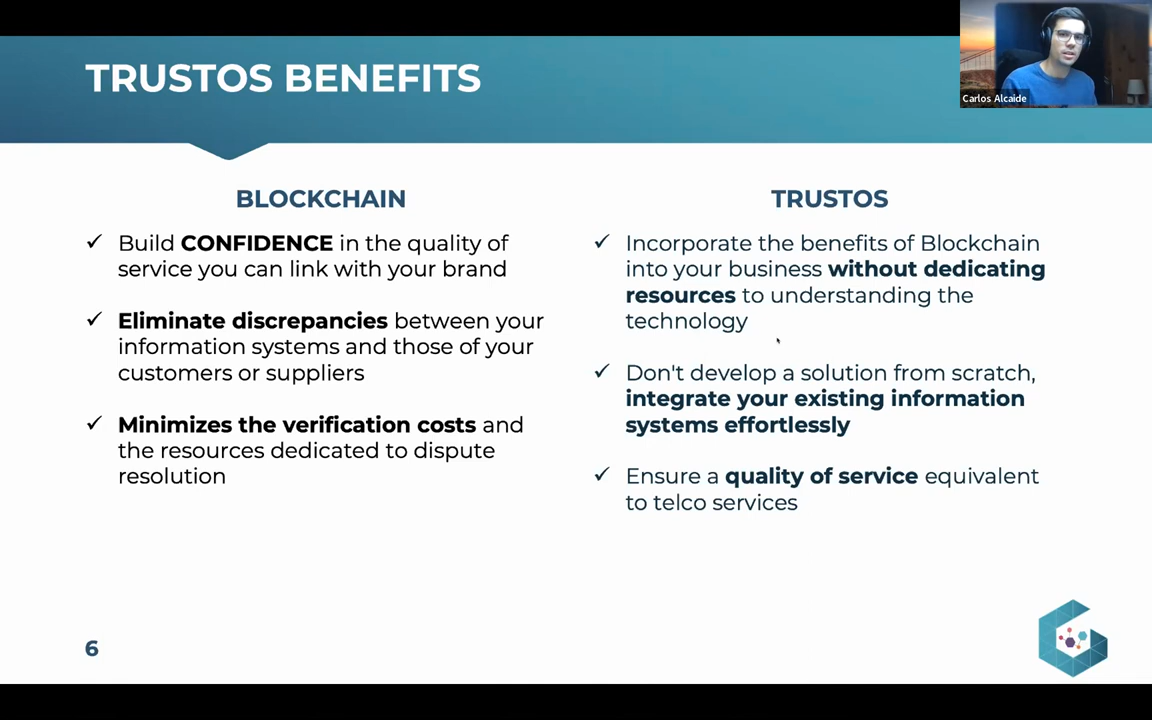 TRUSTOS BENEFITS
Carlos Alcaide
BLOCKCHAIN
✓ Build CONFIDENCE in the quality of
service you can link with your brand
✓ Eliminate discrepancies between your
information systems and those of your
customers or suppliers
✓ Minimizes the verification costs and
the resources dedicated to dispute
resolution
TRUSTOS
✓ Incorporate the benefits of Blockchain
into your business without dedicating
resources to understanding the
technology
✓ Don't develop a solution from scratch,
integrate your existing information
systems effortlessly
✓ Ensure a quality of service equivalent
to telco services
6